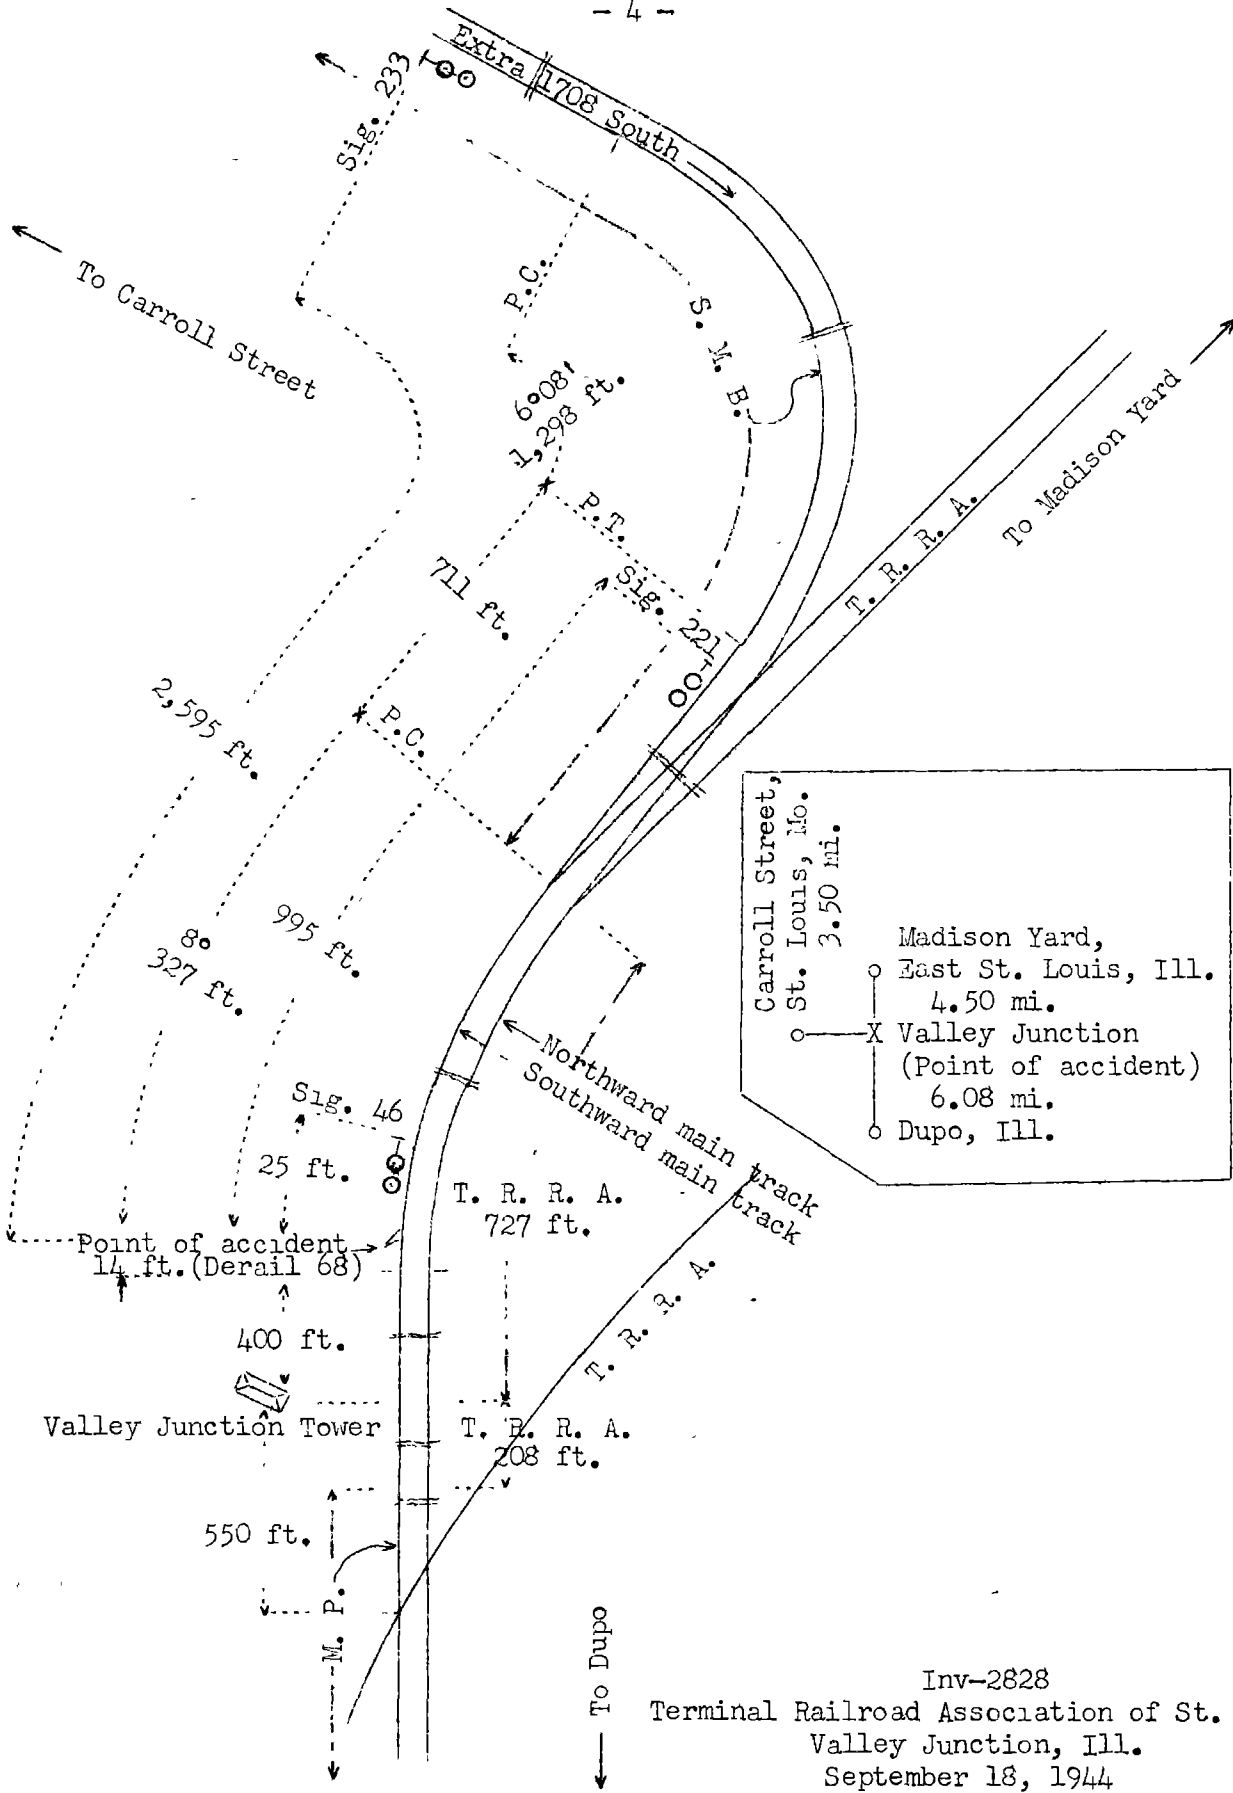 - 4 -
Extra 1708 South
Sig. 233
To Carroll Street
P.C.
S. M. B.
6°08'
1,298 ft.
To Madison Yard
T. R. R. A.
P.T.
711 ft.
Sig. 221
2,595 ft.
P.C.
995 ft.
8°
327 ft.
Carroll Street,
St. Louis, Mo.
3.50 mi.
Madison Yard,
East St. Louis, Ill.
4.50 mi.
X Valley Junction
(Point of accident)
6.08 mi.
Dupo, Ill.
Northward main track
Southward main track
Sig. 46
25 ft.
T. R. R. A.
727 ft.
Point of accident
14 ft. (Derail 68)
T. R. R. A.
400 ft.
Valley Junction Tower
T. R. R. A.
208 ft.
550 ft.
M. P.
To Dupo
Inv-2828
Terminal Railroad Association of St.
Valley Junction, Ill.
September 18, 1944